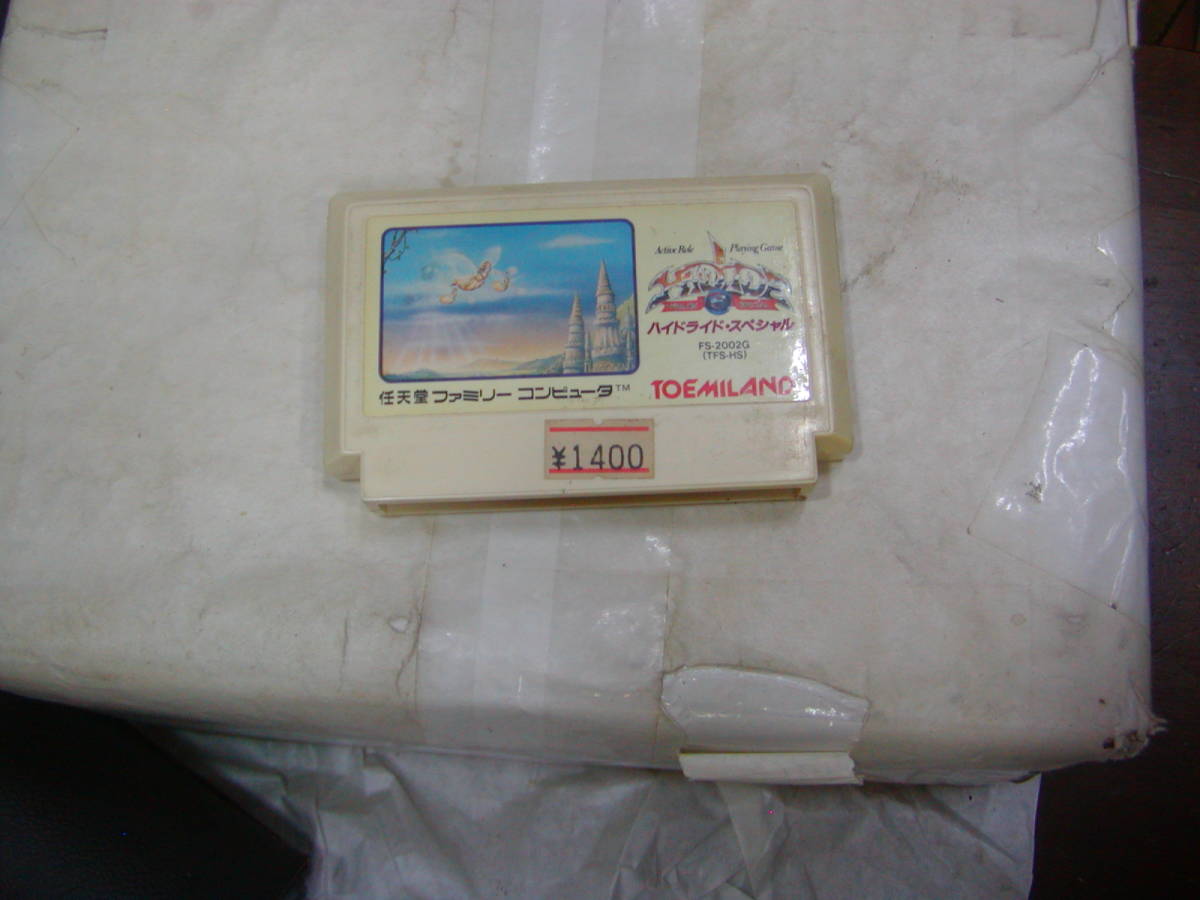 Active Role Playing Game
ハイドライド・スペシャル
FS-2002G
(TFS-HS)
任天堂 ファミリー コンピュータ™
TOEMILAND
¥1400